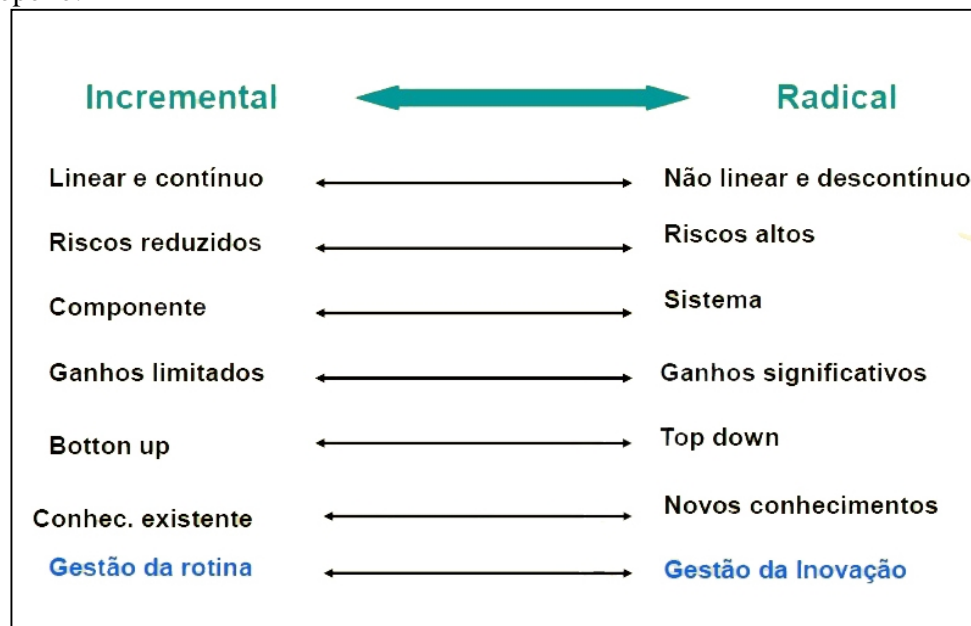 Incremental Radical
Linear e contínuo Não linear e descontínuo
Riscos reduzidos Riscos altos
Componente Sistema
Ganhos limitados Ganhos significativos
Botton up Top down
Conhec. existente Novos conhecimentos
Gestão da rotina Gestão da Inovação